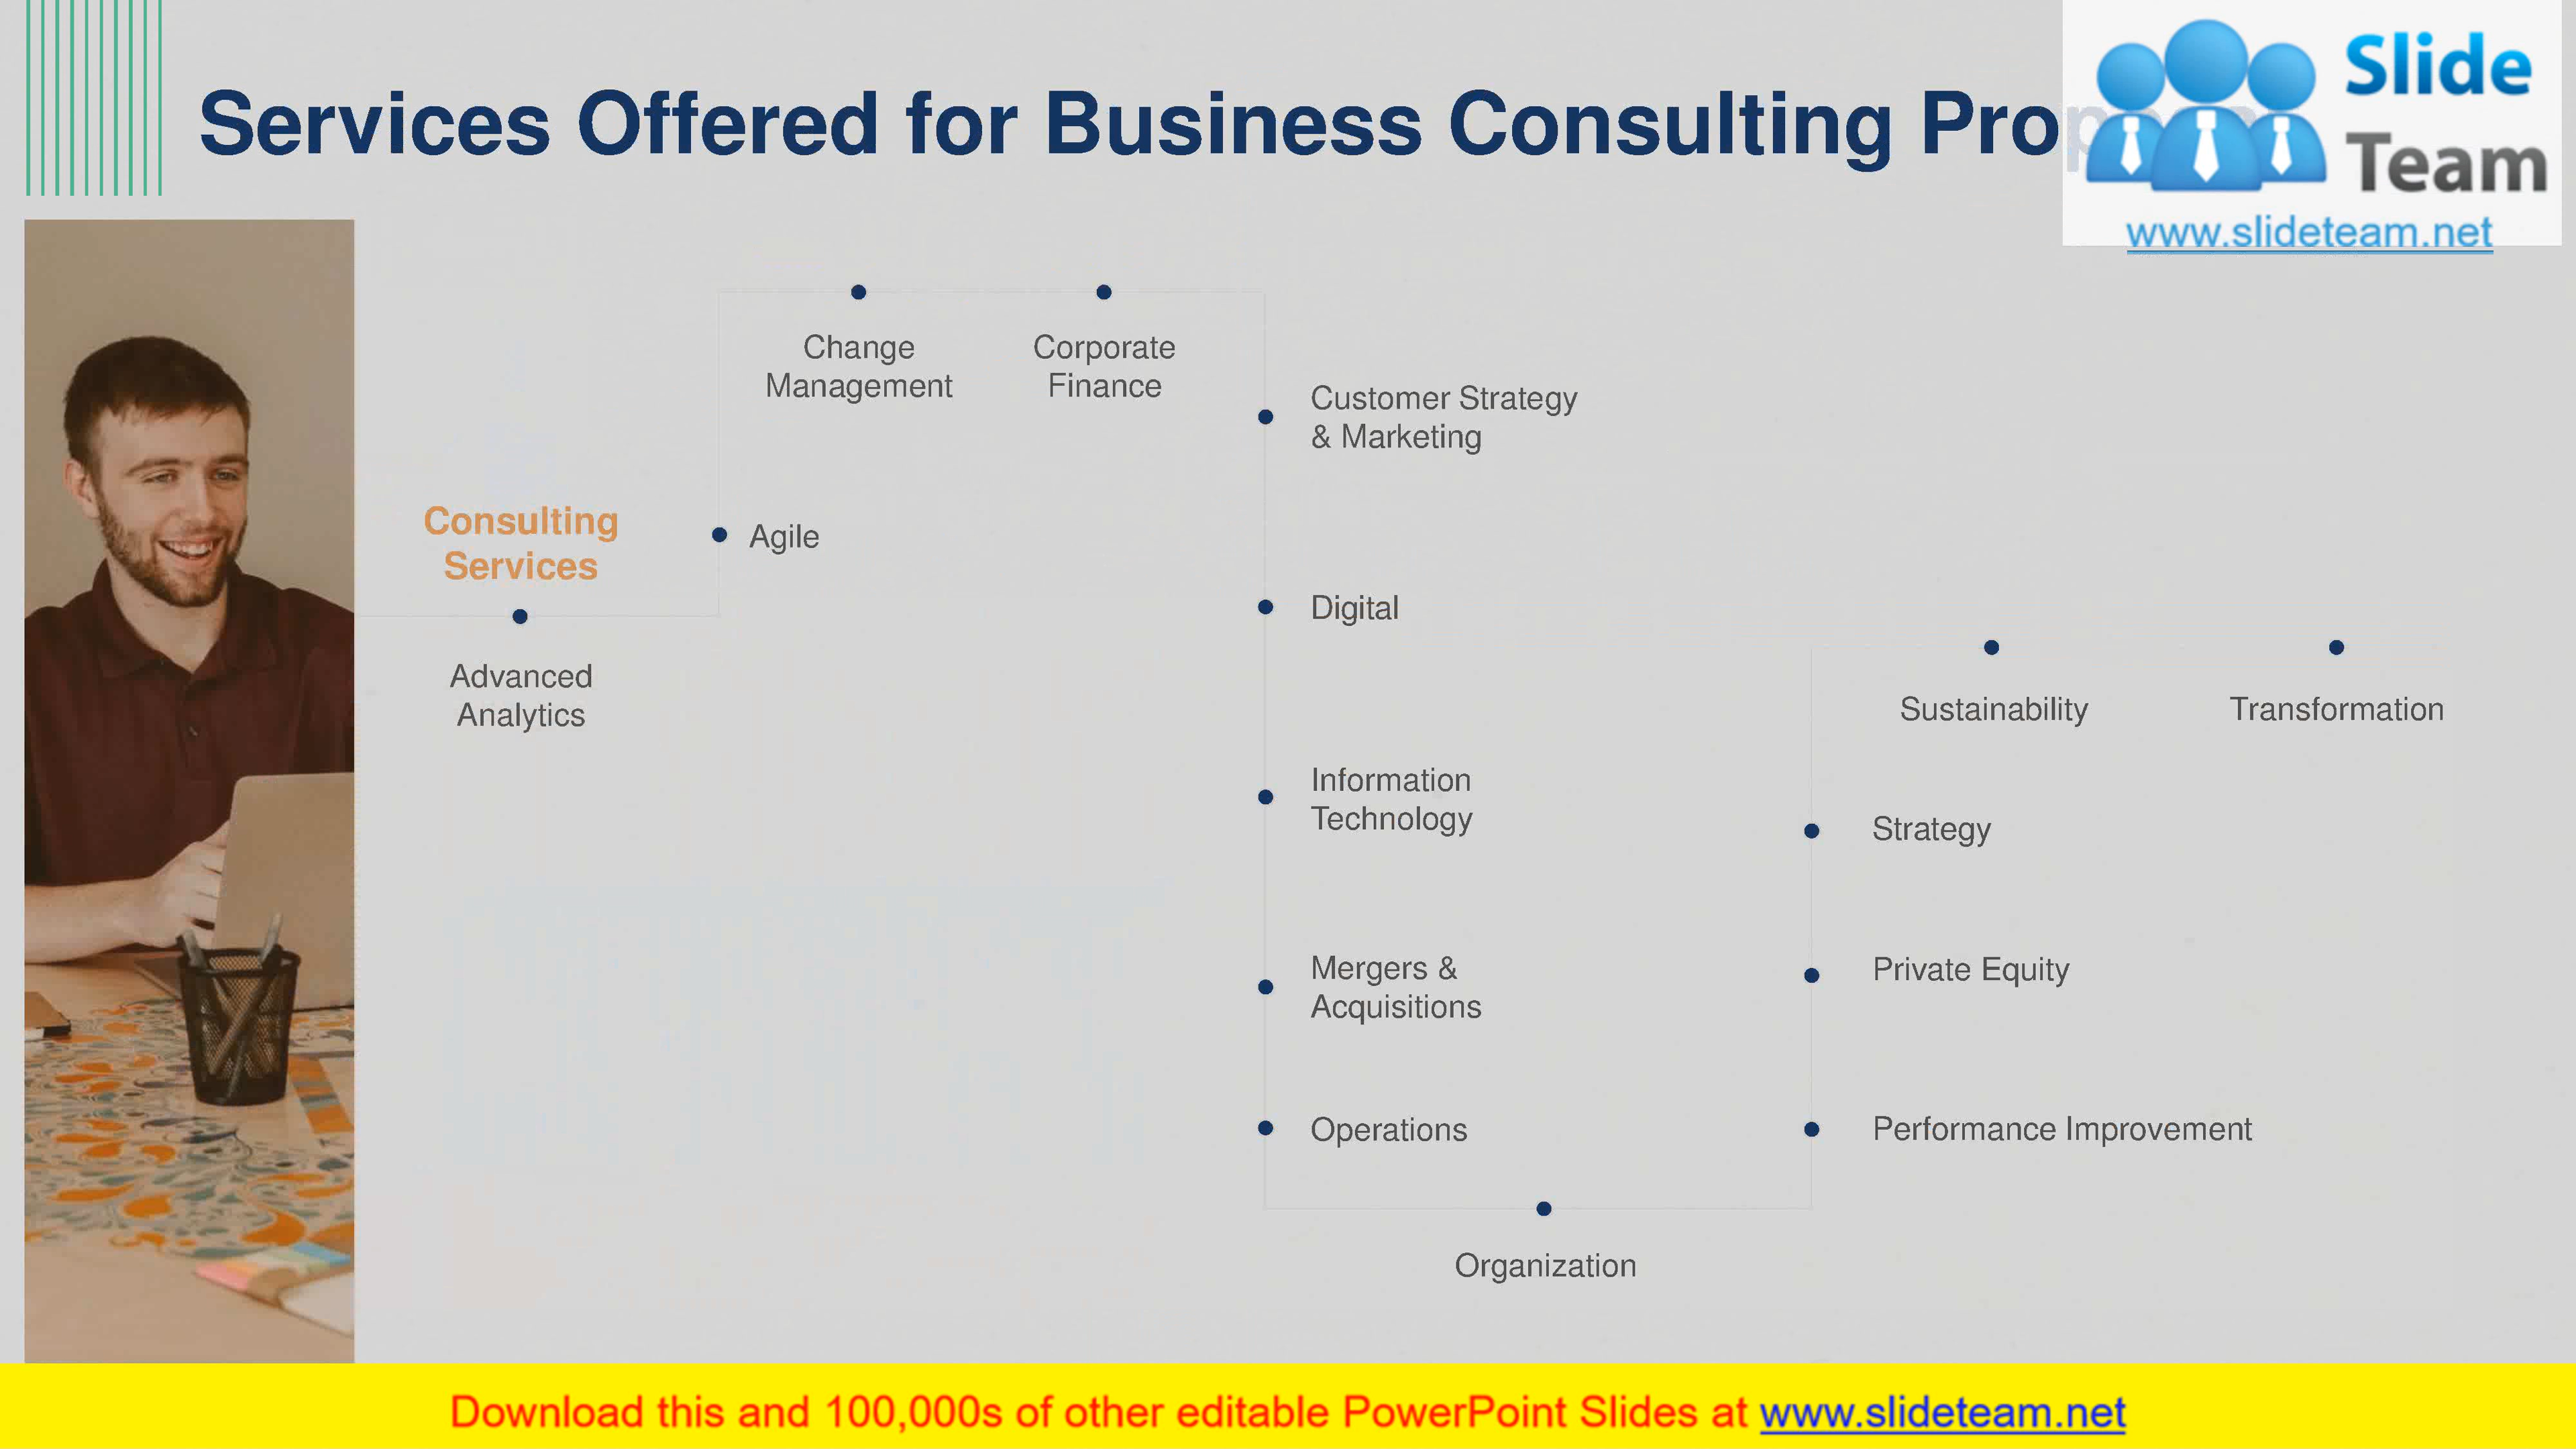 Services Offered for Business Consulting
Slide
Team
www.slideteam.net
Change
Management
Corporate
Finance
Customer Strategy
& Marketing
Consulting
Services
Agile
Digital
Advanced
Analytics
Sustainability
Transformation
Information
Technology
Strategy
Mergers &
Acquisitions
Private Equity
Operations
Performance Improvement
Organization
Download this and 100,000s of other editable PowerPoint Slides at www.slideteam.net